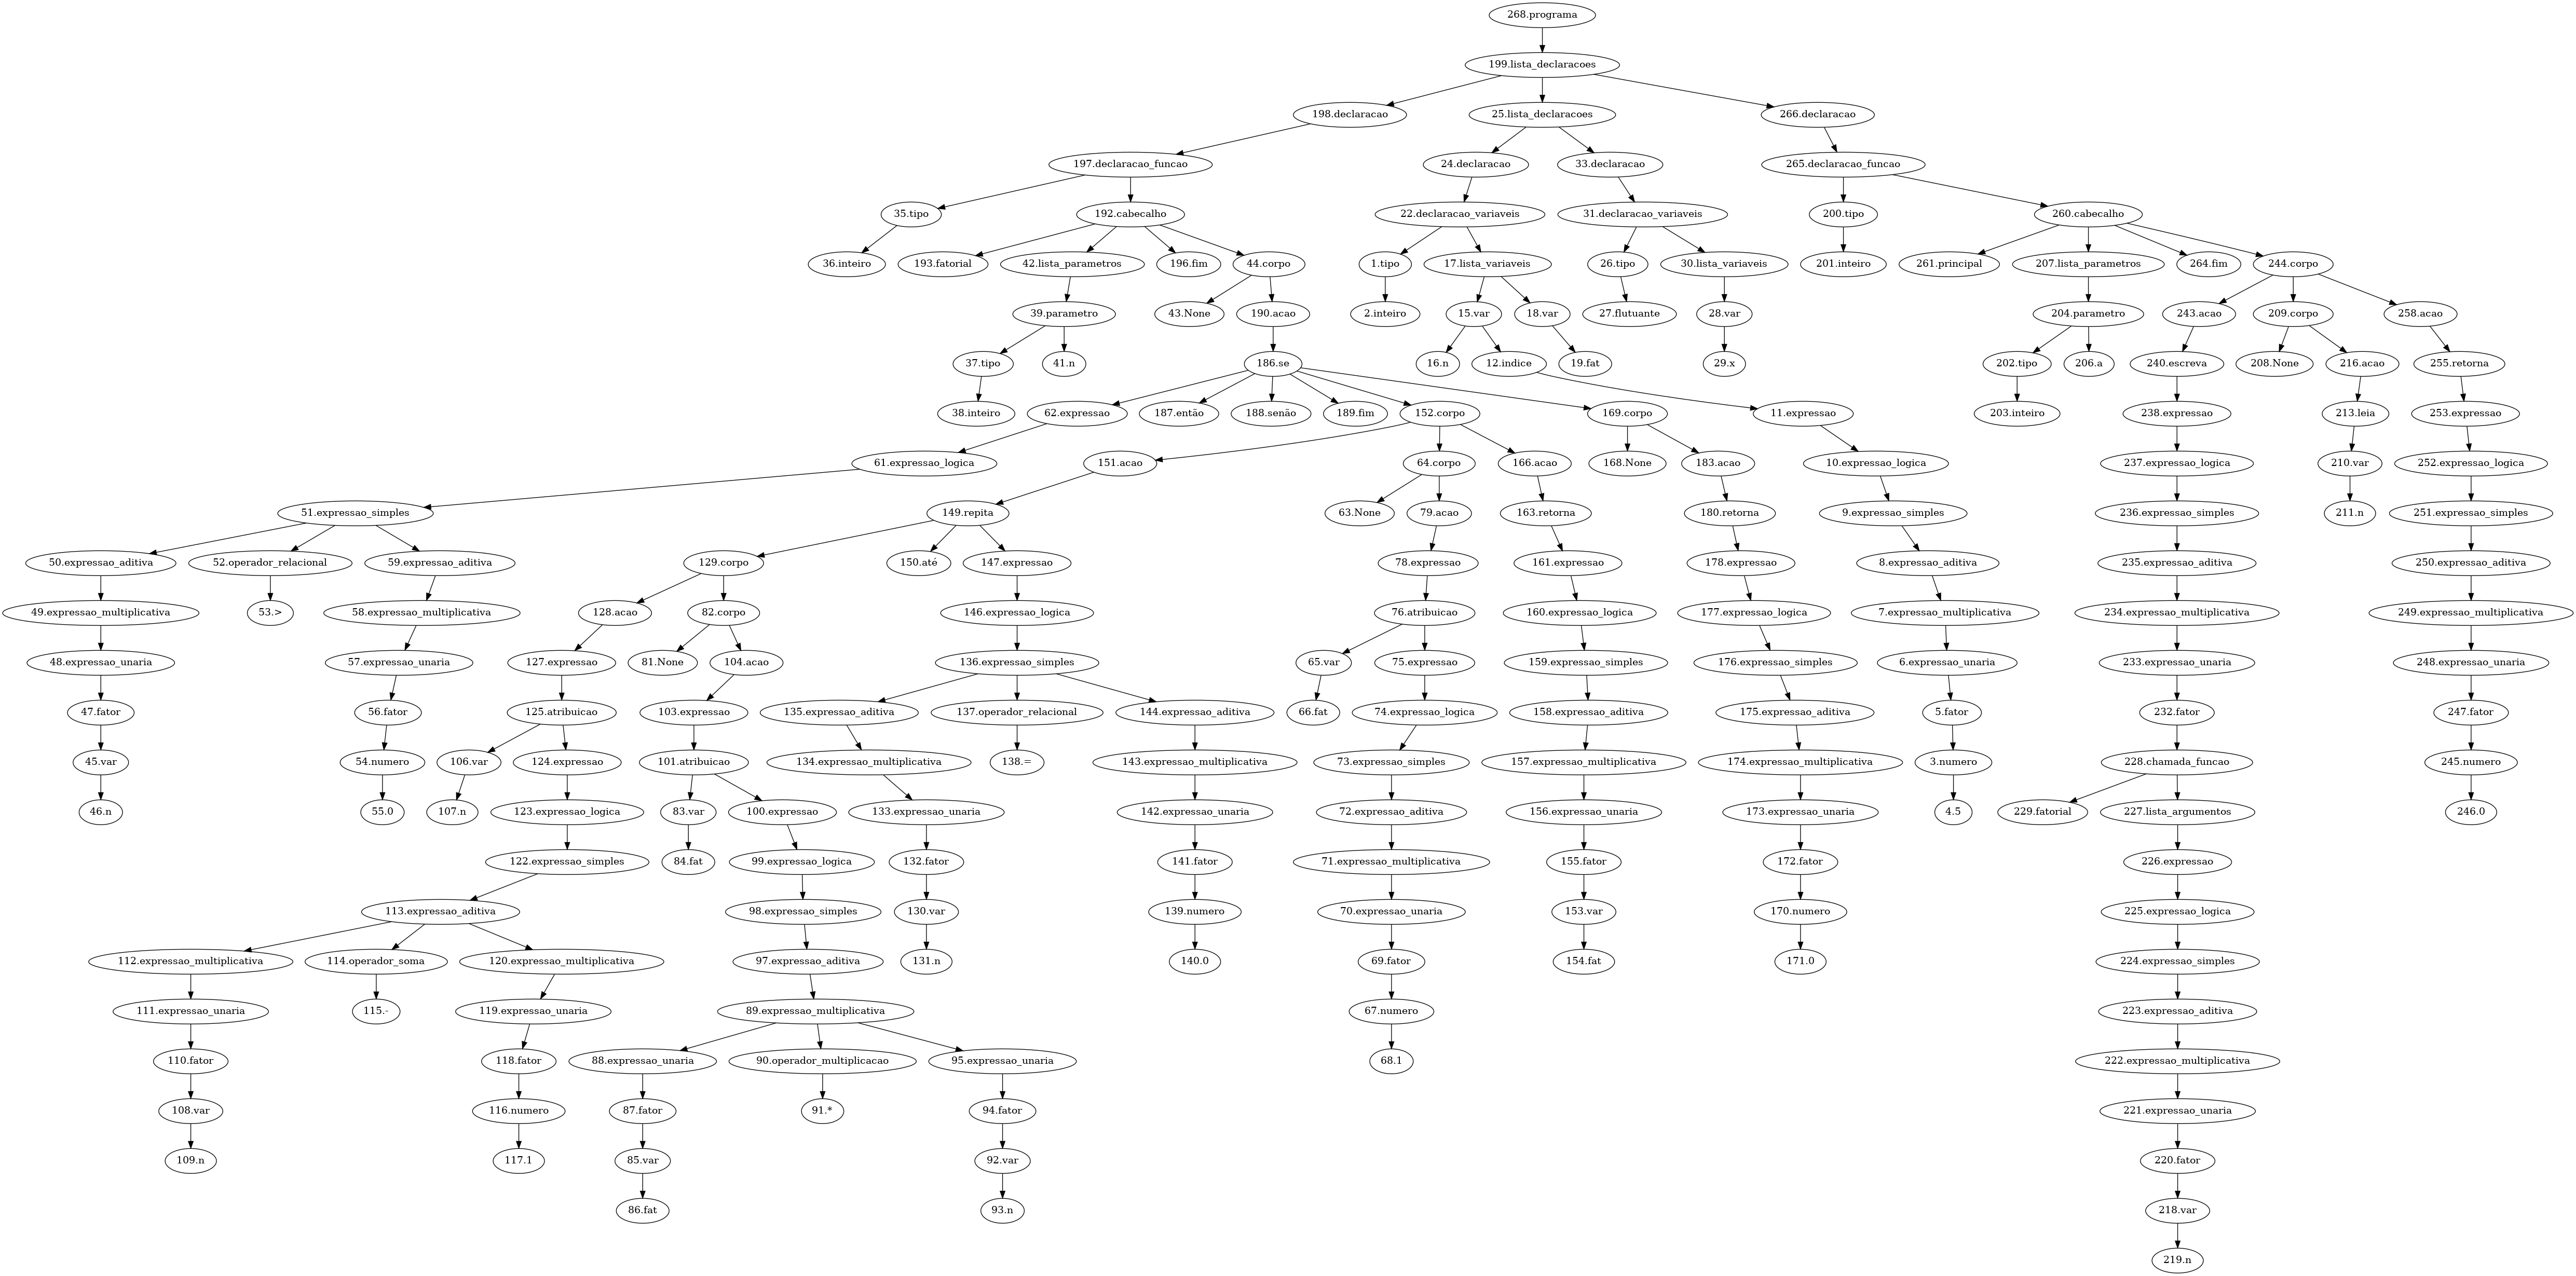 268.programa
199.lista_declaracoes
198.declaracao
25.lista_declaracoes
266.declaracao
197.declaracao_funcao
24.declaracao
33.declaracao
265.declaracao_funcao
35.tipo
192.cabecalho
22.declaracao_variaveis
31.declaracao_variaveis
200.tipo
260.cabecalho
36.inteiro
193.fatorial
42.lista_parametros
196.fim
44.corpo
1.tipo
17.lista_variaveis
26.tipo
30.lista_variaveis
201.inteiro
261.principal
207.lista_parametros
264.fim
244.corpo
39.parametro
43.None
190.acao
2.inteiro
15.var
18.var
27.flutuante
28.var
204.parametro
243.acao
209.corpo
258.acao
37.tipo
41.n
186.se
16.n
12.indice
19.fat
29.x
202.tipo
206.a
240.escreva
208.None
216.acao
255.retorna
38.inteiro
62.expressao
187.então
188.senão
189.fim
152.corpo
169.corpo
11.expressao
203.inteiro
238.expressao
213.leia
253.expressao
61.expressao_logica
151.acao
64.corpo
166.acao
168.None
183.acao
10.expressao_logica
237.expressao_logica
210.var
252.expressao_logica
51.expressao_simples
149.repita
63.None
79.acao
163.retorna
180.retorna
9.expressao_simples
236.expressao_simples
211.n
251.expressao_simples
50.expressao_aditiva
52.operador_relacional
59.expressao_aditiva
129.corpo
150.até
147.expressao
78.expressao
161.expressao
178.expressao
8.expressao_aditiva
235.expressao_aditiva
250.expressao_aditiva
49.expressao_multiplicativa
53.>
58.expressao_multiplicativa
128.acao
82.corpo
146.expressao_logica
76.atribuicao
160.expressao_logica
177.expressao_logica
7.expressao_multiplicativa
234.expressao_multiplicativa
249.expressao_multiplicativa
48.expressao_unaria
57.expressao_unaria
127.expressao
81.None
104.acao
136.expressao_simples
65.var
75.expressao
159.expressao_simples
176.expressao_simples
6.expressao_unaria
233.expressao_unaria
248.expressao_unaria
47.fator
56.fator
125.atribuicao
103.expressao
135.expressao_aditiva
137.operador_relacional
144.expressao_aditiva
66.fat
74.expressao_logica
158.expressao_aditiva
175.expressao_aditiva
5.fator
232.fator
247.fator
45.var
54.numero
106.var
124.expressao
101.atribuicao
134.expressao_multiplicativa
138.=
143.expressao_multiplicativa
73.expressao_simples
157.expressao_multiplicativa
174.expressao_multiplicativa
3.numero
228.chamada_funcao
245.numero
46.n
55.0
107.n
123.expressao_logica
83.var
100.expressao
133.expressao_unaria
142.expressao_unaria
72.expressao_aditiva
156.expressao_unaria
173.expressao_unaria
4.5
229.fatorial
227.lista_argumentos
246.0
122.expressao_simples
84.fat
99.expressao_logica
132.fator
141.fator
71.expressao_multiplicativa
155.fator
172.fator
226.expressao
113.expressao_aditiva
98.expressao_simples
130.var
139.numero
70.expressao_unaria
153.var
170.numero
225.expressao_logica
112.expressao_multiplicativa
114.operador_soma
120.expressao_multiplicativa
97.expressao_aditiva
131.n
140.0
69.fator
154.fat
171.0
224.expressao_simples
111.expressao_unaria
115.-
119.expressao_unaria
89.expressao_multiplicativa
67.numero
223.expressao_aditiva
110.fator
118.fator
88.expressao_unaria
90.operador_multiplicacao
95.expressao_unaria
68.1
222.expressao_multiplicativa
108.var
116.numero
87.fator
91.*
94.fator
221.expressao_unaria
109.n
117.1
85.var
92.var
220.fator
86.fat
93.n
218.var
219.n